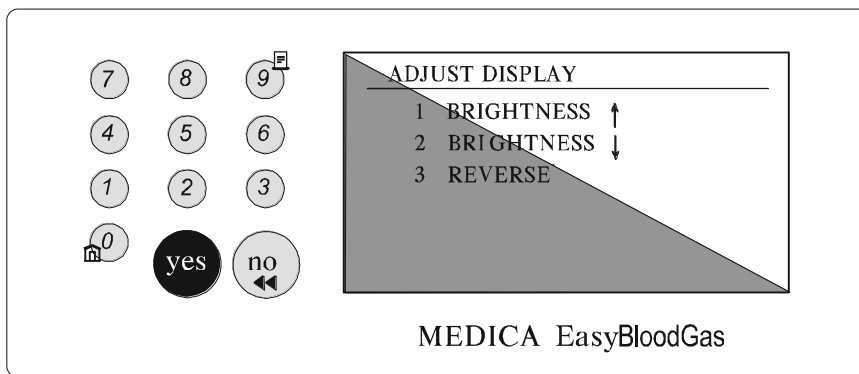 7 8 9
4 5 6
1 2 3
0 yes no
ADJUST DISPLAY
1 BRIGHTNESS ↑
2 BRIGHTNESS ↓
3 REVERSE
MEDICA EasyBloodGas